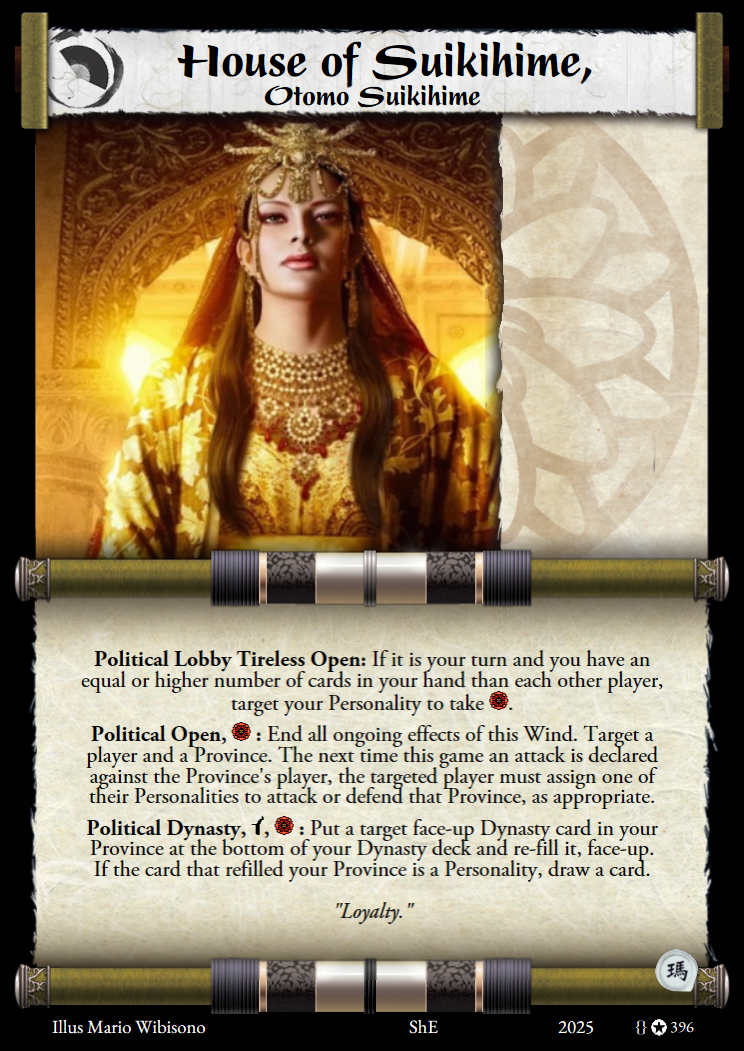 House of Suikihime,
Otomo Suikihime
Political Lobby Tireless Open: If it is your turn and you have an
equal or higher number of cards in your hand than each other player,
target your Personality to take .
Political Open, : End all ongoing effects of this Wind. Target a
player and a Province. The next time this game an attack is declared
against the Province's player, the targeted player must assign one of
their Personalities to attack or defend that Province, as appropriate.
Political Dynasty, , : Put a target face-up Dynasty card in your
Province at the bottom of your Dynasty deck and re-fill it, face-up.
If the card that refilled your Province is a Personality, draw a card.
"Loyalty."
瑪
Illus Mario Wibisono ShE 2025 {} 396